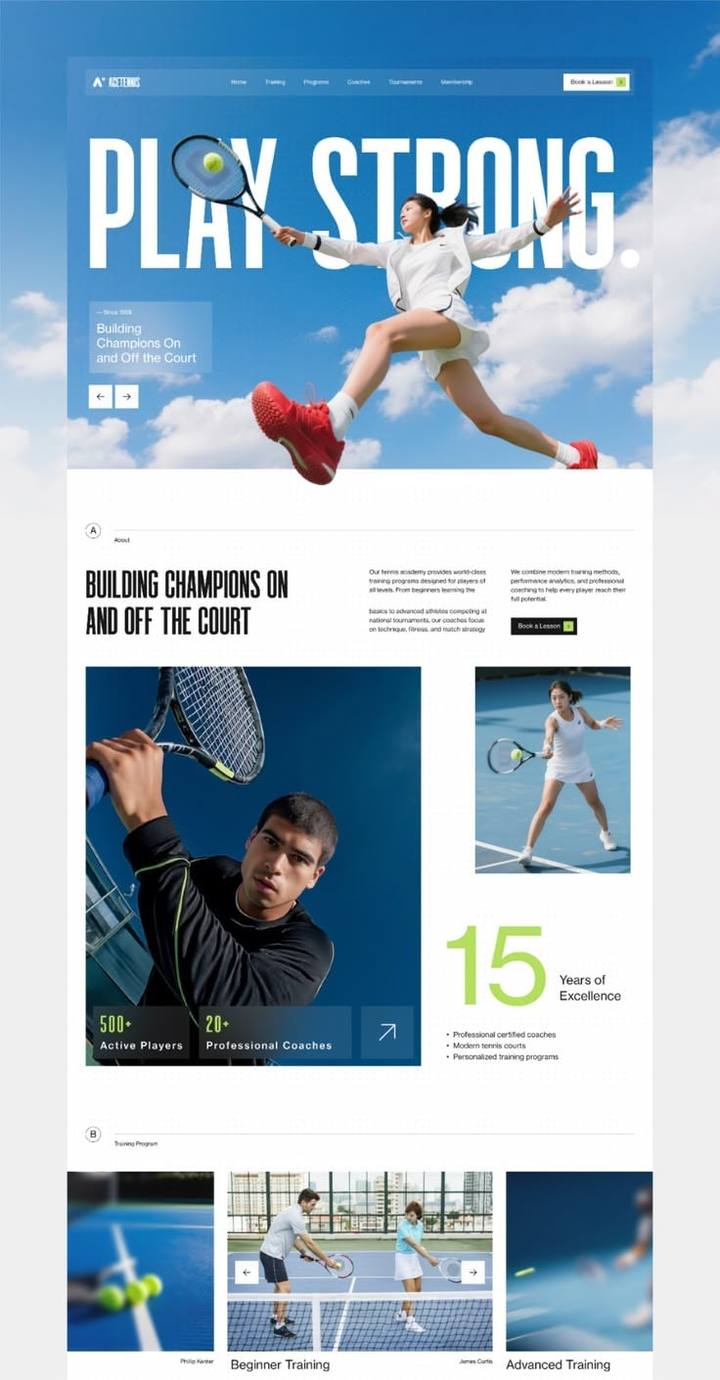 ACETENNIS
Home Training Programs Coaches Tournaments Membership
Book a Lesson
PLAY STRONG.
Building
Champions On
and Off the Court
A
About
BUILDING CHAMPIONS ON
AND OFF THE COURT
Our tennis academy provides world-class
training programs designed for players of
all levels. From beginners learning the
basics to advanced athletes competing at
national tournaments, our coaches focus
on technique, fitness, and match strategy
We combine modern training methods,
performance analytics, and professional
coaching to help every player reach their
full potential.
Book a Lesson
500+
Active Players
20+
Professional Coaches
15
Years of
Excellence
• Professional certified coaches
• Modern tennis courts
• Personalized training programs
B
Training Program
Philip Kenter
Beginner Training
James Curtis
Advanced Training